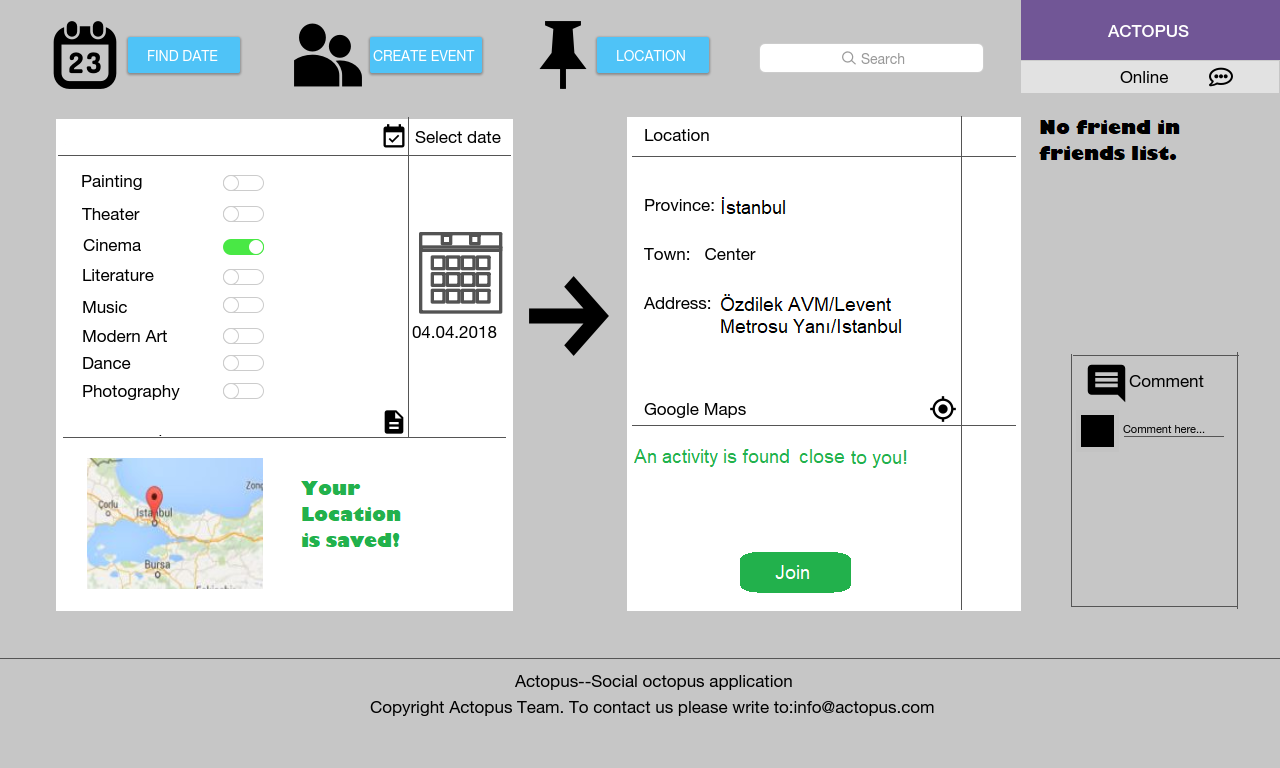 23
FIND DATE
CREATE EVENT
LOCATION
Search
ACTOPUS
Online
Select date
Painting
Theater
Cinema
Literature
Music
Modern Art
Dance
Photography
04.04.2018
Çorlu
İstanbul
Bursa
Your
Location
is saved!
Location
Province: İstanbul
Town: Center
Address: Özdilek AVM/Levent
Metrosu Yanı/Istanbul
Google Maps
An activity is found close to you!
Join
No friend in
friends list.
Comment
Comment here...
Actopus--Social octopus application
Copyright Actopus Team. To contact us please write to:info@actopus.com